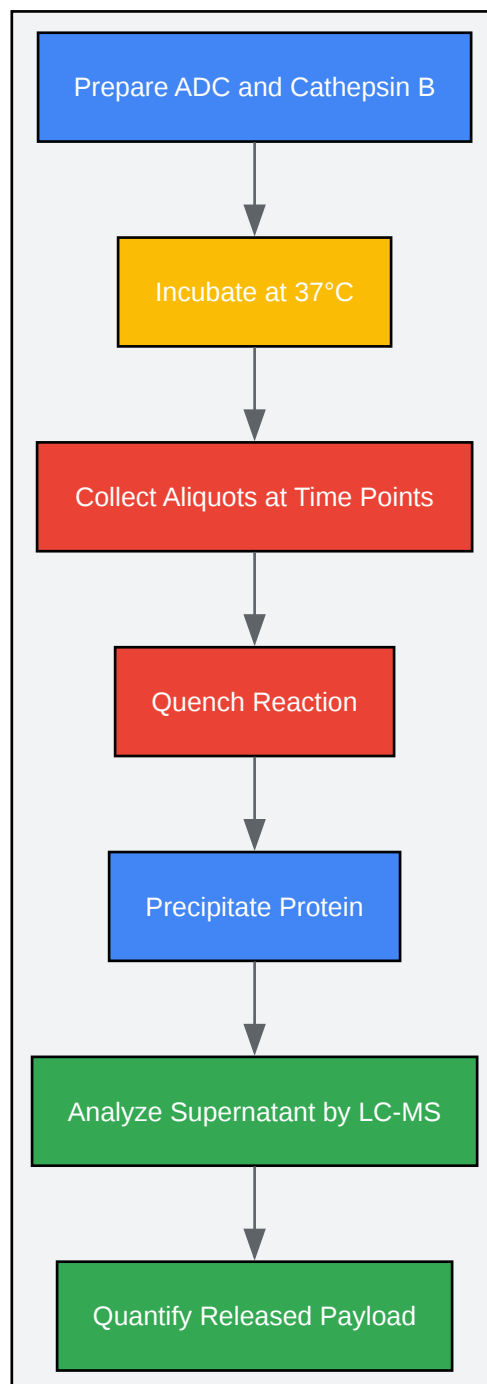 Prepare ADC and Cathepsin B
Incubate at 37°C
Collect Aliquots at Time Points
Quench Reaction
Precipitate Protein
Analyze Supernatant by LC-MS
Quantify Released Payload